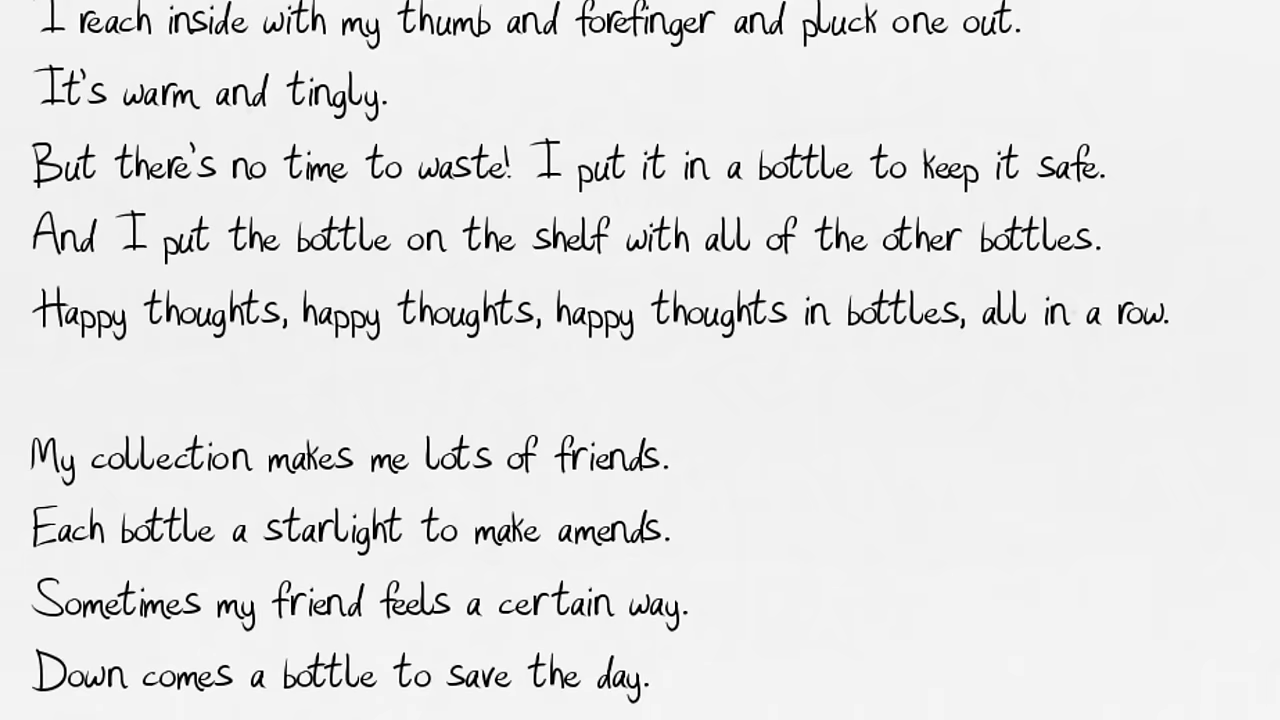 I reach inside with my thumb and forefinger and pluck one out.
It's warm and tingly.
But there's no time to waste! I put it in a bottle to keep it safe.
And I put the bottle on the shelf with all of the other bottles.
Happy thoughts, happy thoughts, happy thoughts in bottles, all in a row.
My collection makes me lots of friends.
Each bottle a starlight to make amends.
Sometimes my friend feels a certain way.
Down comes a bottle to save the day.